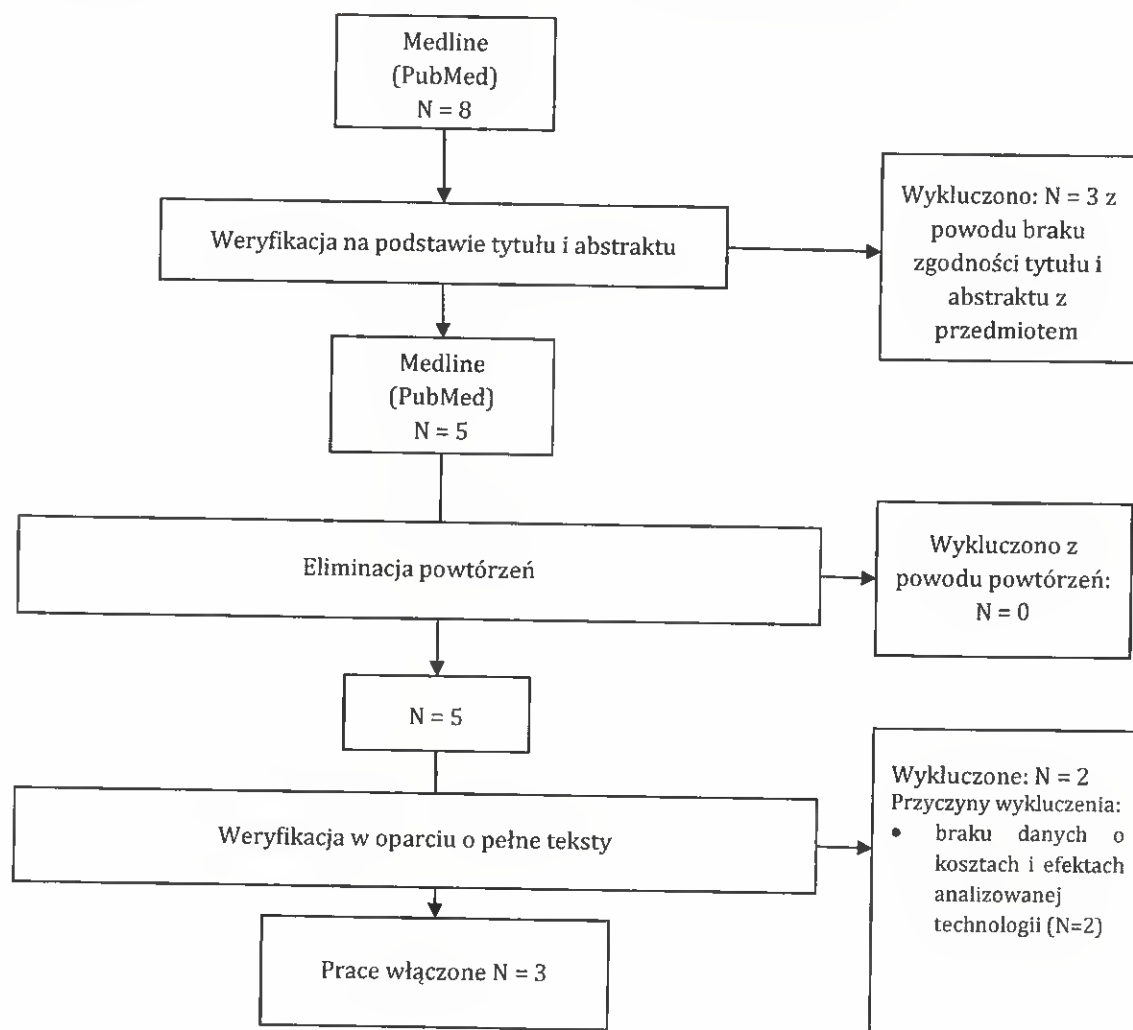 Medline
(PubMed)
N = 8
Weryfikacja na podstawie tytułu i abstraktu
Wykluczono: N = 3 z
powodu braku
zgodności tytułu i
abstraktu z
przedmiotem
Medline
(PubMed)
N = 5
Eliminacja powtórzeń
Wykluczono z
powodu powtórzeń:
N = 0
N = 5
Weryfikacja w oparciu o pełne teksty
Wykluczone: N = 2
Przyczyny wykluczenia:
• braku danych o
kosztach i efektach
analizowanej
technologii (N=2)
Prace włączone N = 3